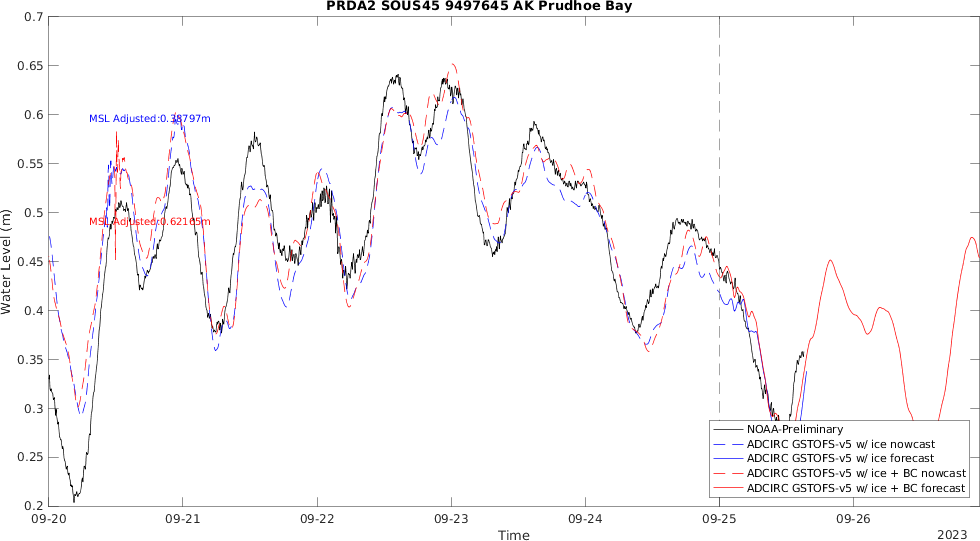 PRDA2 SOUS45 9497645 AK Prudhoe Bay
0.7
0.65
0.6
0.55
0.5
0.45
0.4
0.35
0.3
0.25
0.2
Water Level (m)
MSL Adjusted:0.38797m
MSL Adjusted:0.62165m
NOAA-Preliminary
ADCIRC GSTOFS-v5 w/ ice nowcast
ADCIRC GSTOFS-v5 w/ ice forecast
ADCIRC GSTOFS-v5 w/ ice + BC nowcast
ADCIRC GSTOFS-v5 w/ ice + BC forecast
09-20 09-21 09-22 09-23 09-24 09-25 09-26
Time
2023